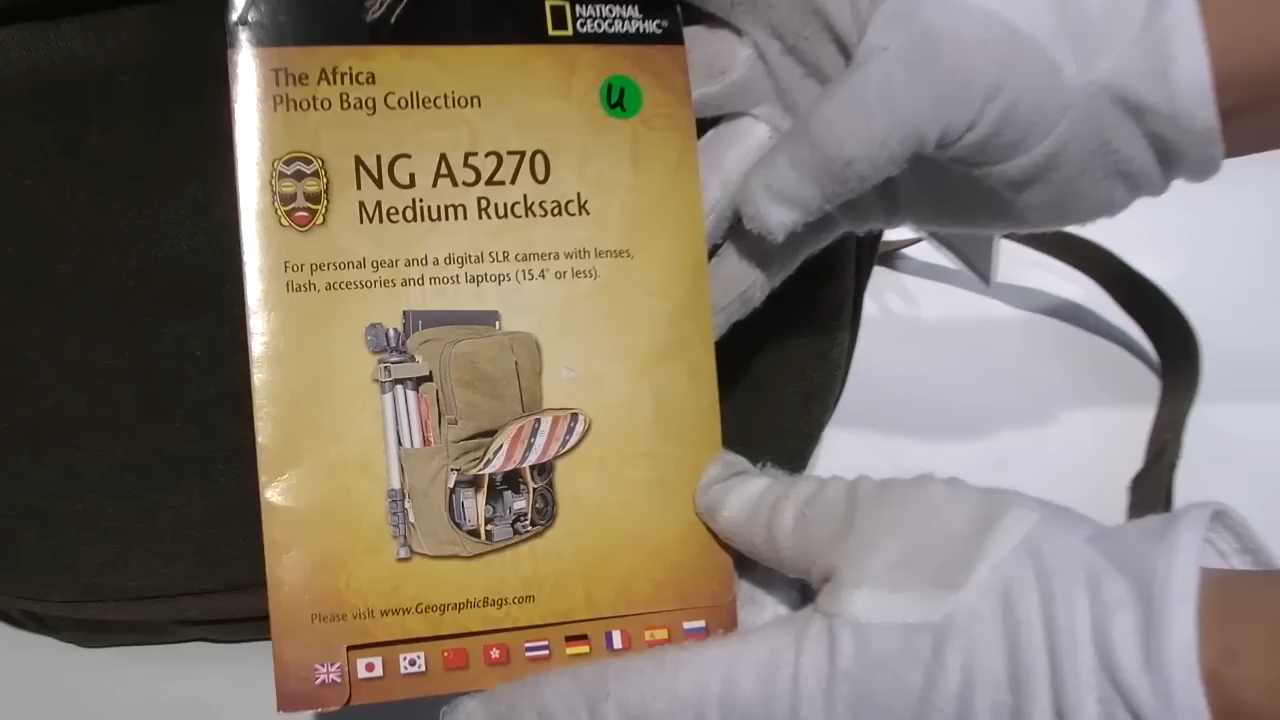 NATIONAL
GEOGRAPHIC®
The Africa
Photo Bag Collection
U
NG A5270
Medium Rucksack
For personal gear and a digital SLR camera with lenses,
flash, accessories and most laptops (15.4" or less).
Please visit www.GeographicBags.com